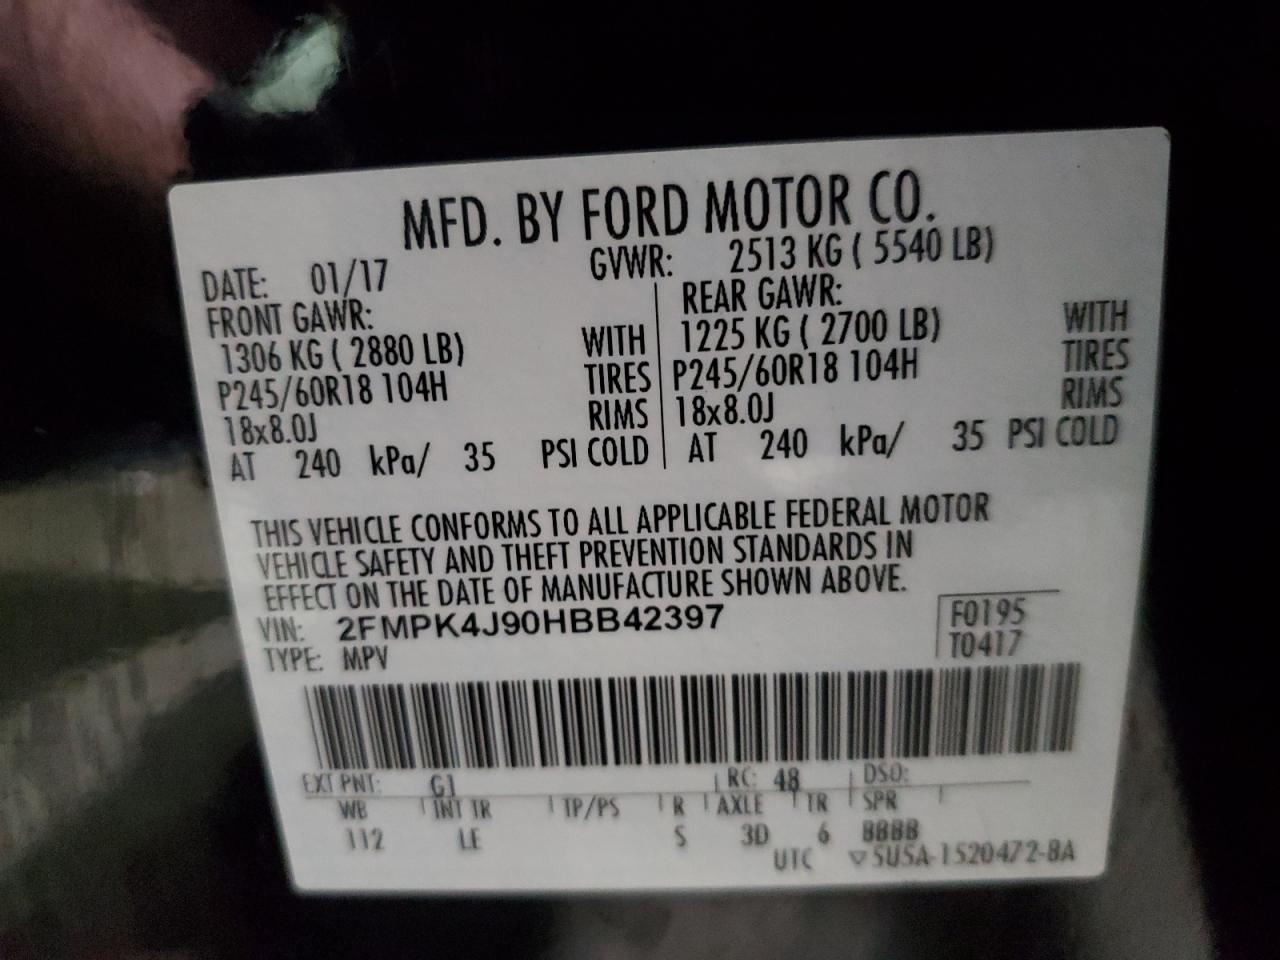 MFD. BY FORD MOTOR CO.
DATE: 01/17 GVWR: 2513 KG ( 5540 LB)
FRONT GAWR: REAR GAWR:
1306 KG ( 2880 LB) WITH 1225 KG ( 2700 LB) WITH
P245/60R18 104H TIRES P245/60R18 104H TIRES
18x8.0J RIMS 18x8.0J RIMS
AT 240 kPa/ 35 PSI COLD AT 240 kPa/ 35 PSI COLD
THIS VEHICLE CONFORMS TO ALL APPLICABLE FEDERAL MOTOR
VEHICLE SAFETY AND THEFT PREVENTION STANDARDS IN
EFFECT ON THE DATE OF MANUFACTURE SHOWN ABOVE.
VIN: 2FMPK4J90HBB42397 F0195
TYPE: MPV T0417
EXT PNT: G1 RC: 48 DSO:
WB INT TR TP/PS R AXLE TR SPR
112 LE S 3D 6 BBBB
UTC ▽5U5A-1520472-BA